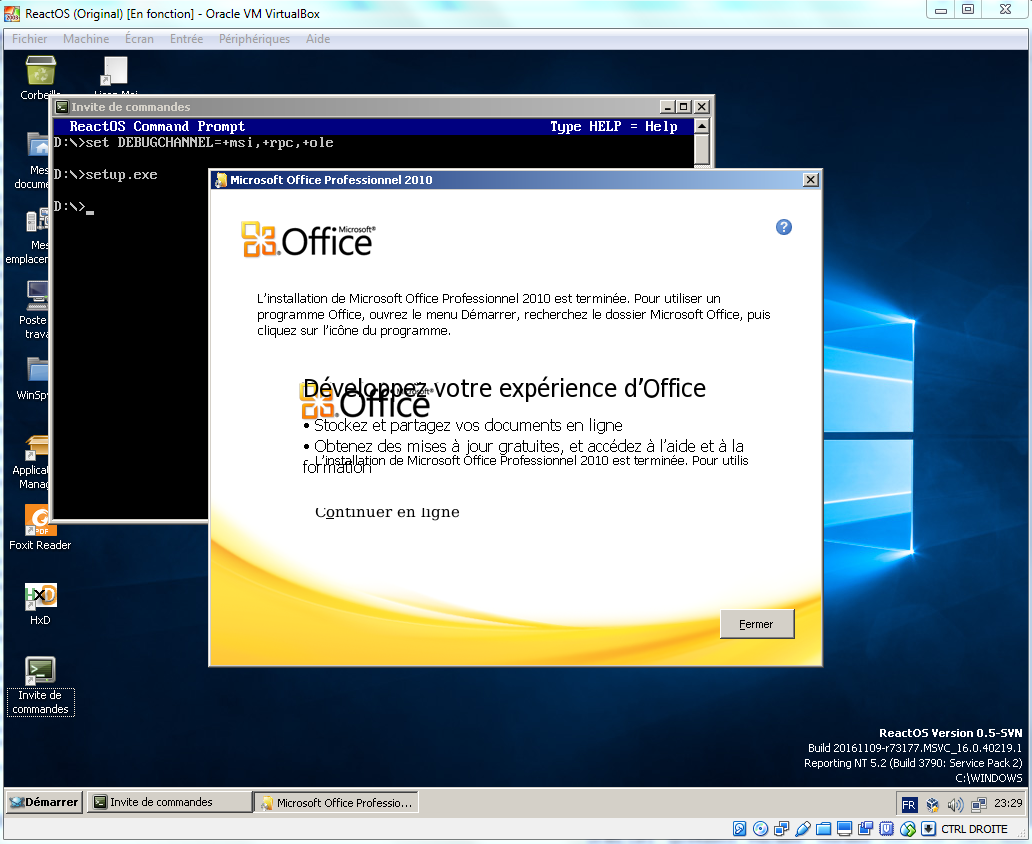 ReactOS (Original) [En fonction] - Oracle VM VirtualBox
Fichier Machine Écran Entrée Périphériques Aide
Corbei
Invite de commandes
ReactOS Command Prompt Type HELP = Help
D:\>set DEBUGCHANNEL=+msi,+rpc,+ole
D:\>setup.exe
D:\>_
Mes
docume
Mes
emplacem
Poste
trava
WinSpy
Applicat
Manag
PDF
Foxit Reader
HxD
HxD
Invite de
commandes
Microsoft Office Professionnel 2010
Microsoft®
Office
?
L'installation de Microsoft Office Professionnel 2010 est terminée. Pour utiliser un
programme Office, ouvrez le menu Démarrer, recherchez le dossier Microsoft Office, puis
cliquez sur l'icône du programme.
Développez votre expérience d'Office
Microsoft®
Office
• Stockez et partagez vos documents en ligne
• Obtenez des mises à jour gratuites, et accédez à l'aide et à la
L'installation de Microsoft Office Professionnel 2010 est terminée. Pour utilis
formation
Continuer en ligne
Fermer
ReactOS Version 0.5-SVN
Build 20161109-r73177.MSVC_16.0.40219.1
Reporting NT 5.2 (Build 3790: Service Pack 2)
C:\WINDOWS
Démarrer Invite de commandes Microsoft Office Professio... FR 23:29
CTRL DROITE